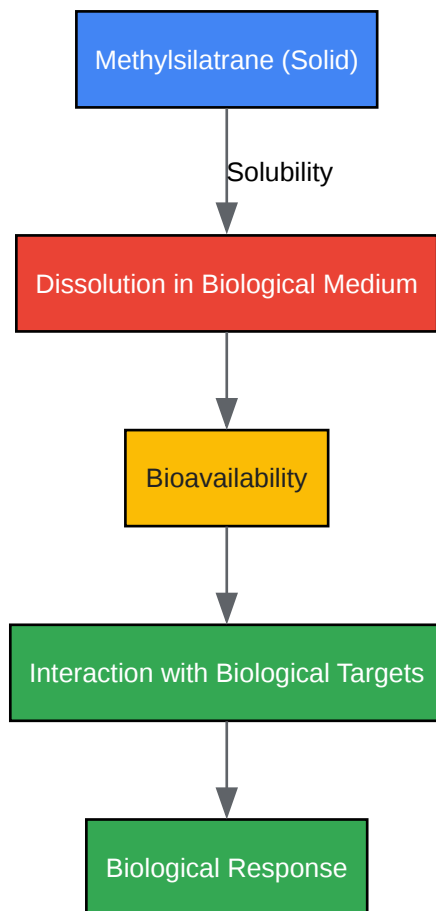 Methylsilatrane (Solid)
Solubility
Dissolution in Biological Medium
Bioavailability
Interaction with Biological Targets
Biological Response